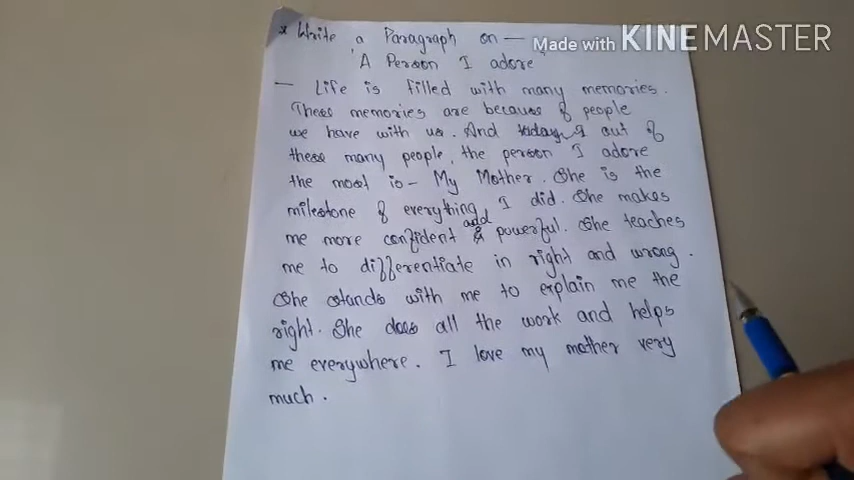 * Write a Paragraph on —
'A Person I adore'
— Life is filled with many memories.
These memories are because of people
we have with us. And today, out of
these many people, the person I adore
the most is - My Mother. She is the
milestone of everything I did. She makes
me more confident and powerful. She teaches
me to differentiate in right and wrong.
She stands with me to explain me the
right. She does all the work and helps
me everywhere. I love my mother very
much.
Made with KINEMASTER